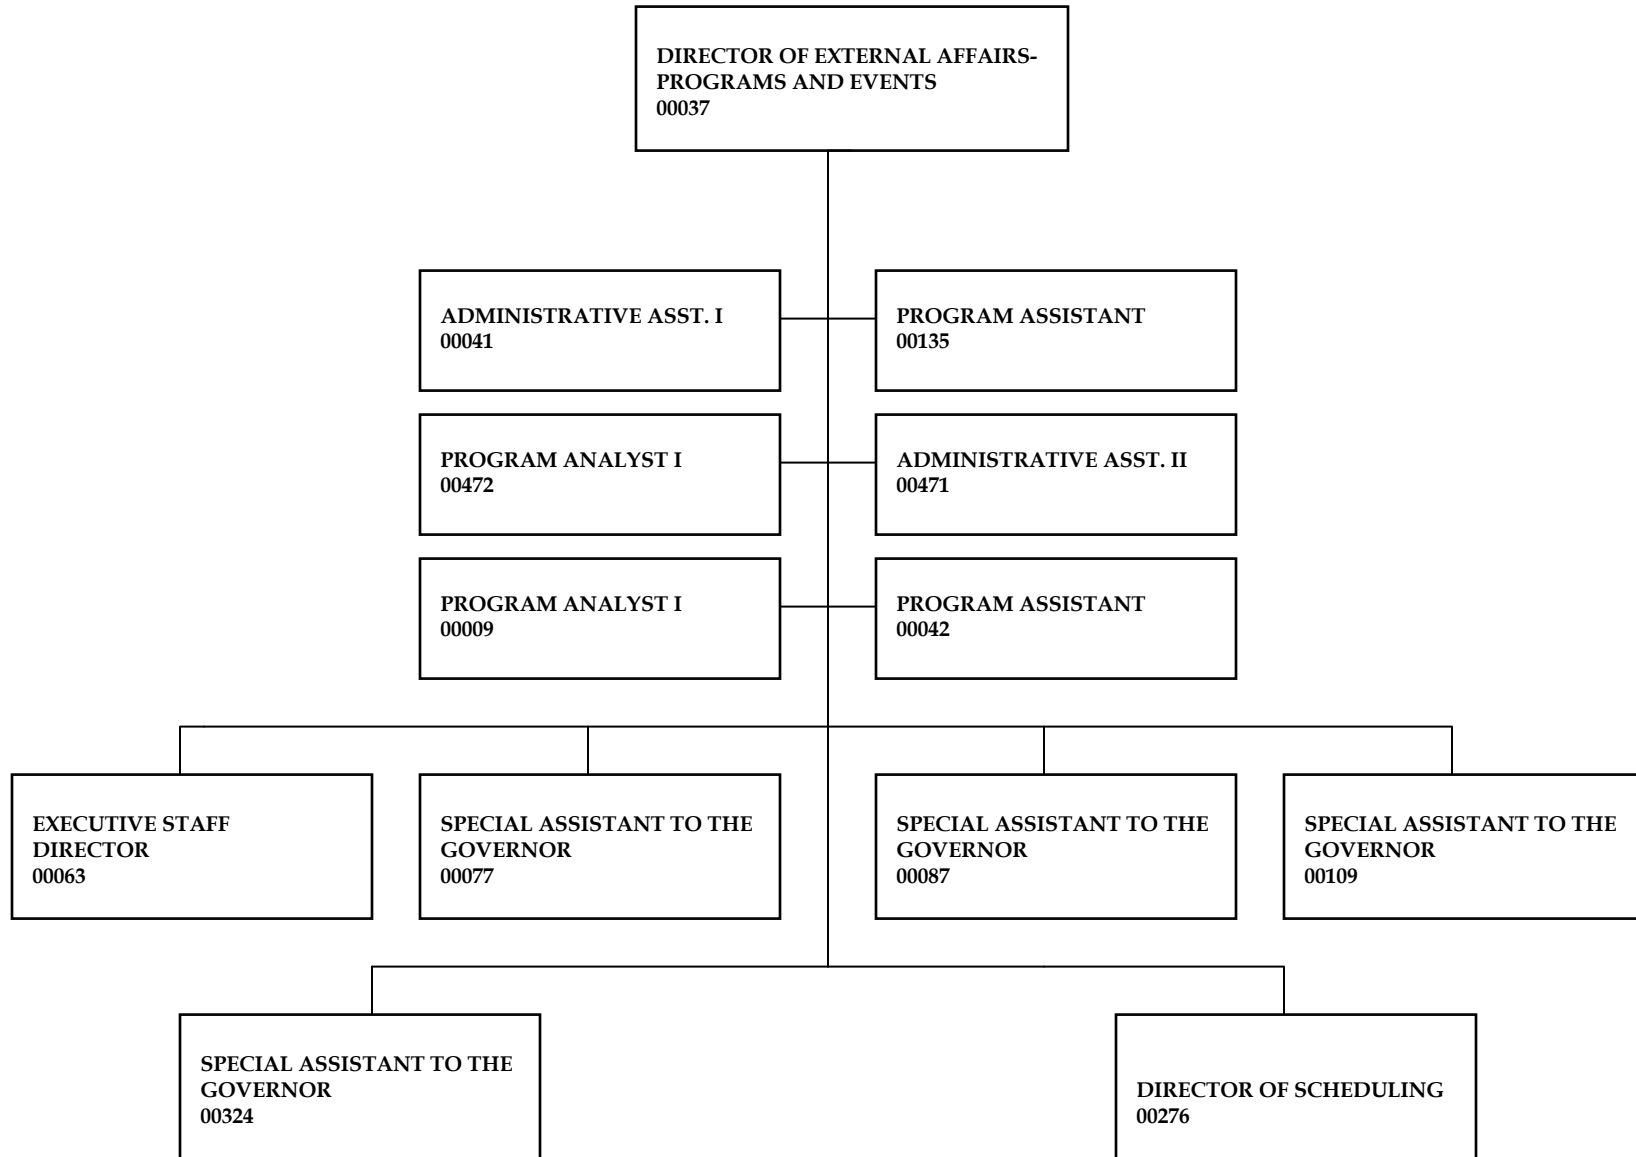 DIRECTOR OF EXTERNAL AFFAIRS-
PROGRAMS AND EVENTS
00037
ADMINISTRATIVE ASST. I
00041
PROGRAM ASSISTANT
00135
PROGRAM ANALYST I
00472
ADMINISTRATIVE ASST. II
00471
PROGRAM ANALYST I
00009
PROGRAM ASSISTANT
00042
EXECUTIVE STAFF
DIRECTOR
00063
SPECIAL ASSISTANT TO THE
GOVERNOR
00077
SPECIAL ASSISTANT TO THE
GOVERNOR
00087
SPECIAL ASSISTANT TO THE
GOVERNOR
00109
SPECIAL ASSISTANT TO THE
GOVERNOR
00324
DIRECTOR OF SCHEDULING
00276